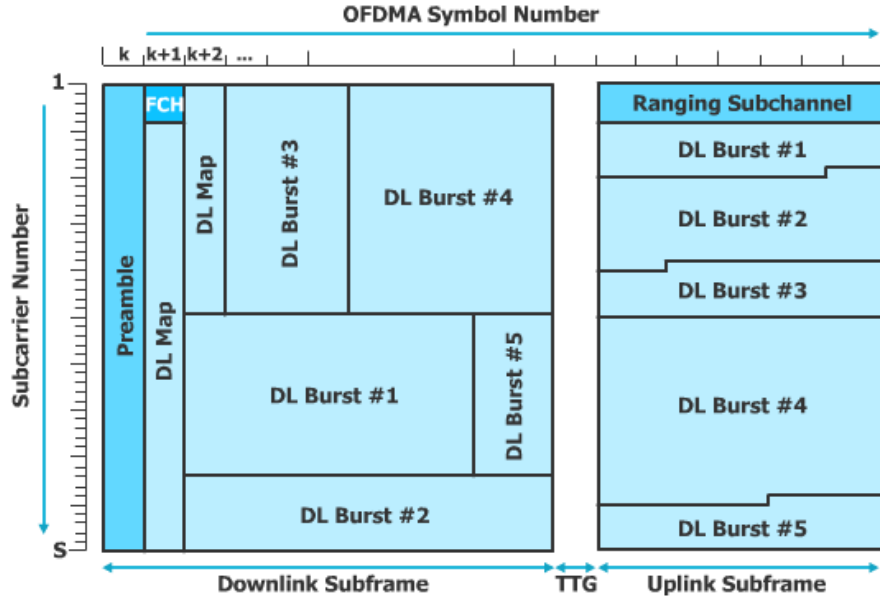 OFDMA Symbol Number
k k+1 k+2 ...
1
S
Subcarrier Number
Preamble
FCH
DL Map
DL Map
DL Burst #3
DL Burst #4
DL Burst #1
DL Burst #5
DL Burst #2
Ranging Subchannel
DL Burst #1
DL Burst #2
DL Burst #3
DL Burst #4
DL Burst #5
Downlink Subframe
TTG
Uplink Subframe